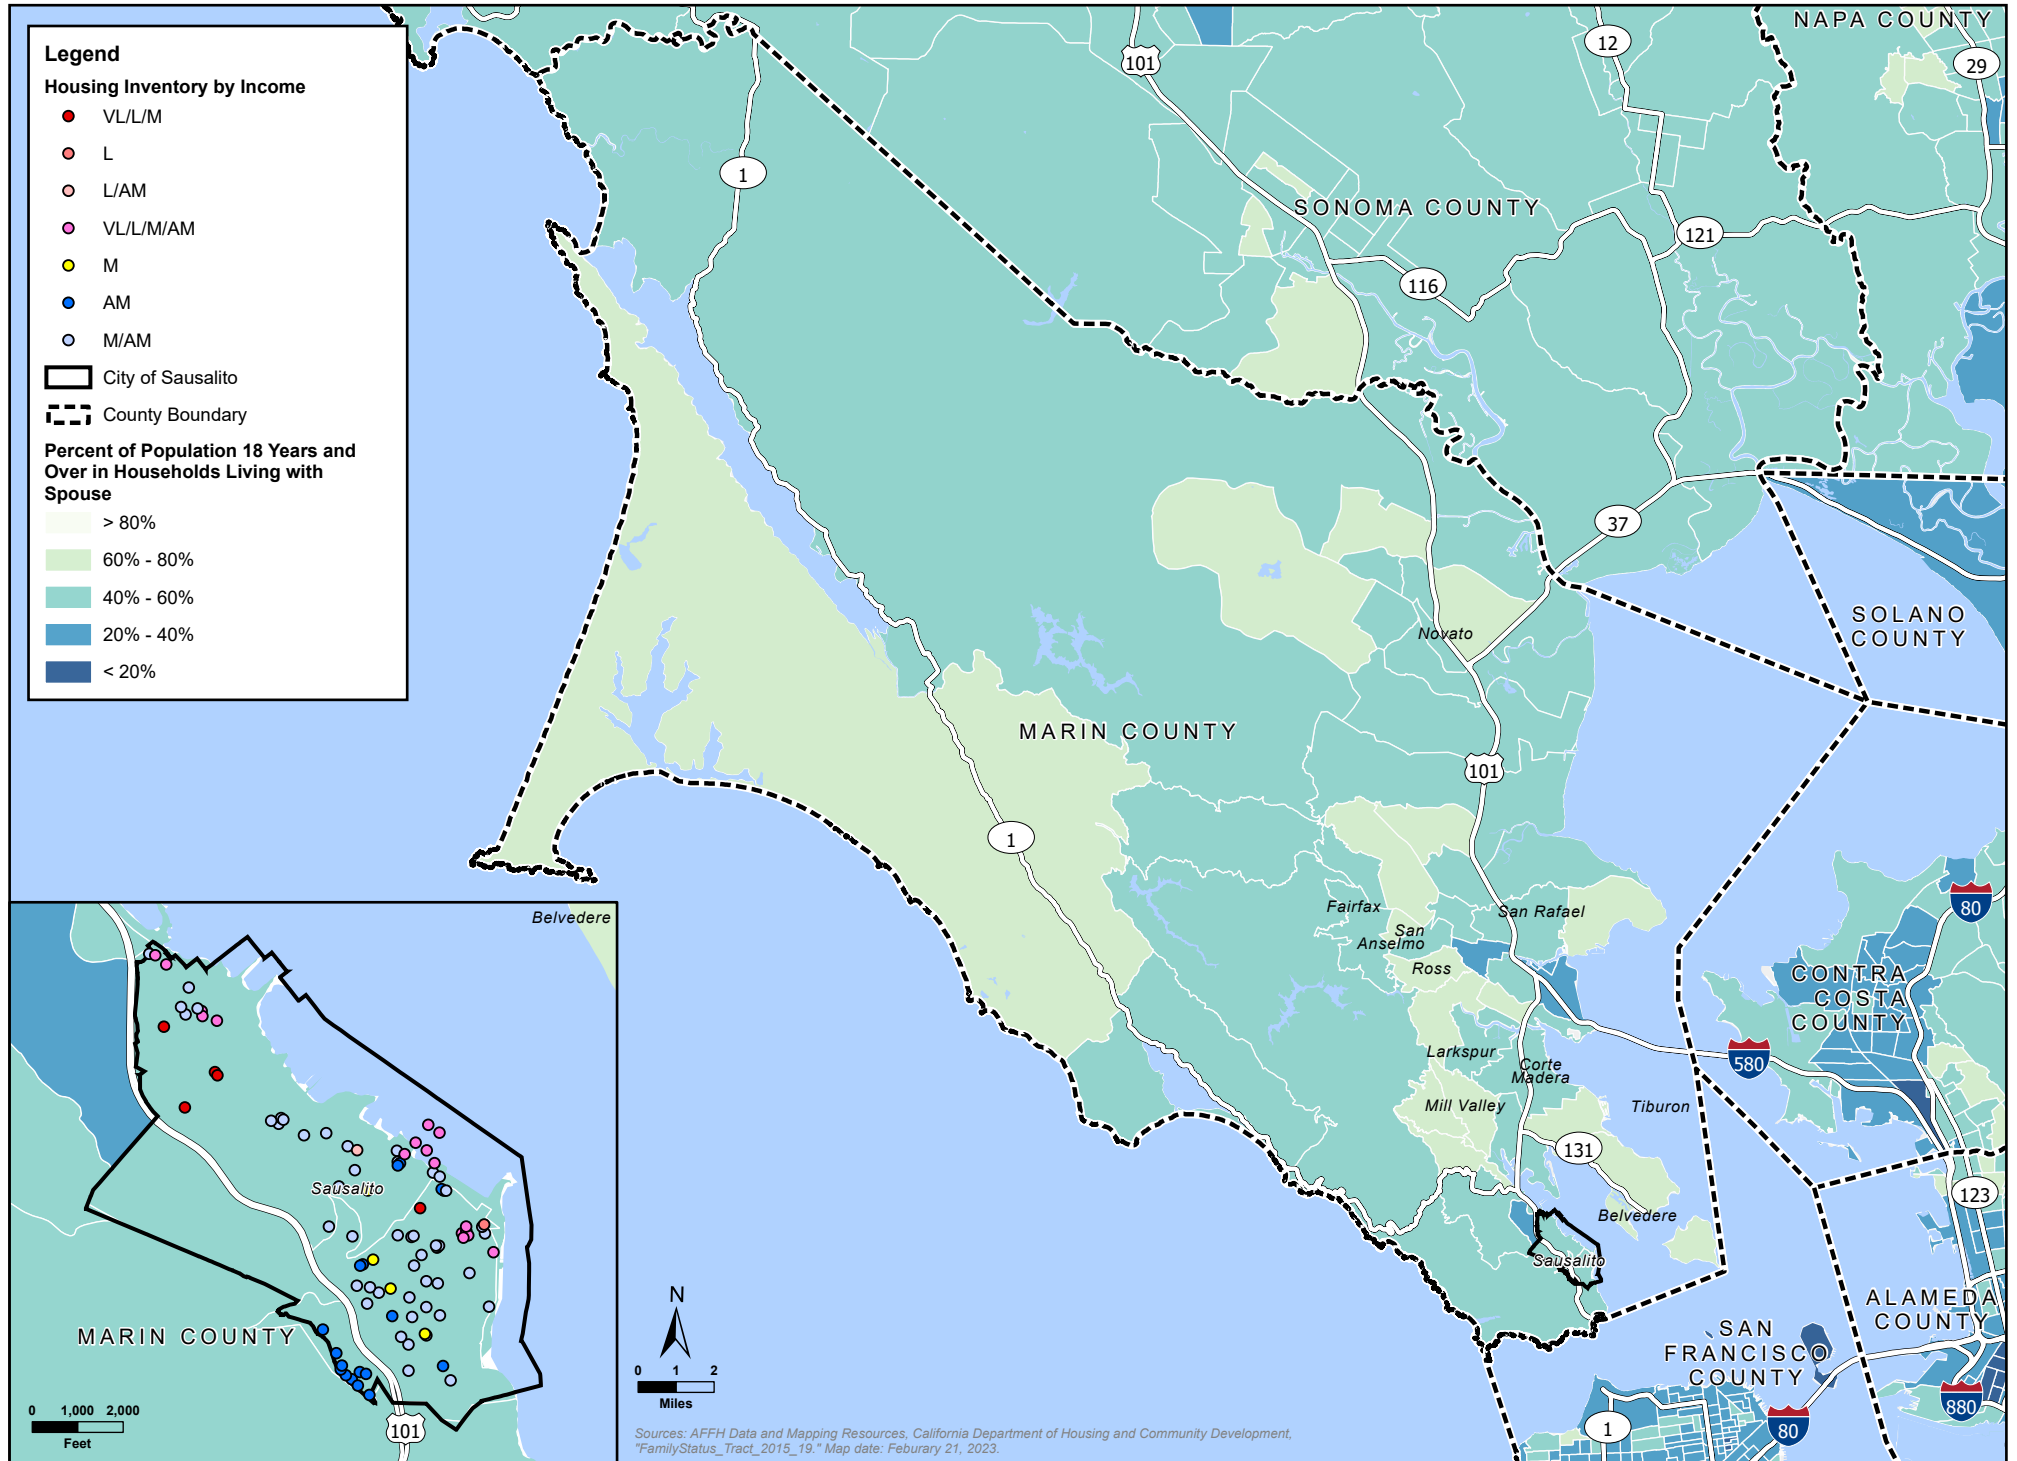 Legend
Housing Inventory by Income
VL/L/M
L
L/AM
VL/L/M/AM
M
AM
M/AM
City of Sausalito
County Boundary
Percent of Population 18 Years and
Over in Households Living with
Spouse
> 80%
60% - 80%
40% - 60%
20% - 40%
< 20%
NAPA COUNTY
12
29
101
1
SONOMA COUNTY
121
116
37
SOLANO
COUNTY
Novato
MARIN COUNTY
101
1
Fairfax
San Rafael
San
Anselmo
Ross
80
CONTRA
COSTA
COUNTY
580
Larkspur
Corte
Madera
Mill Valley
Tiburon
131
123
Belvedere
Sausalito
ALAMEDA
COUNTY
SAN
FRANCISCO
COUNTY
880
80
1
Belvedere
Sausalito
MARIN COUNTY
101
0 1,000 2,000
Feet
N
0 1 2
Miles
Sources: AFFH Data and Mapping Resources, California Department of Housing and Community Development,
"FamilyStatus_Tract_2015_19." Map date: Feburary 21, 2023.